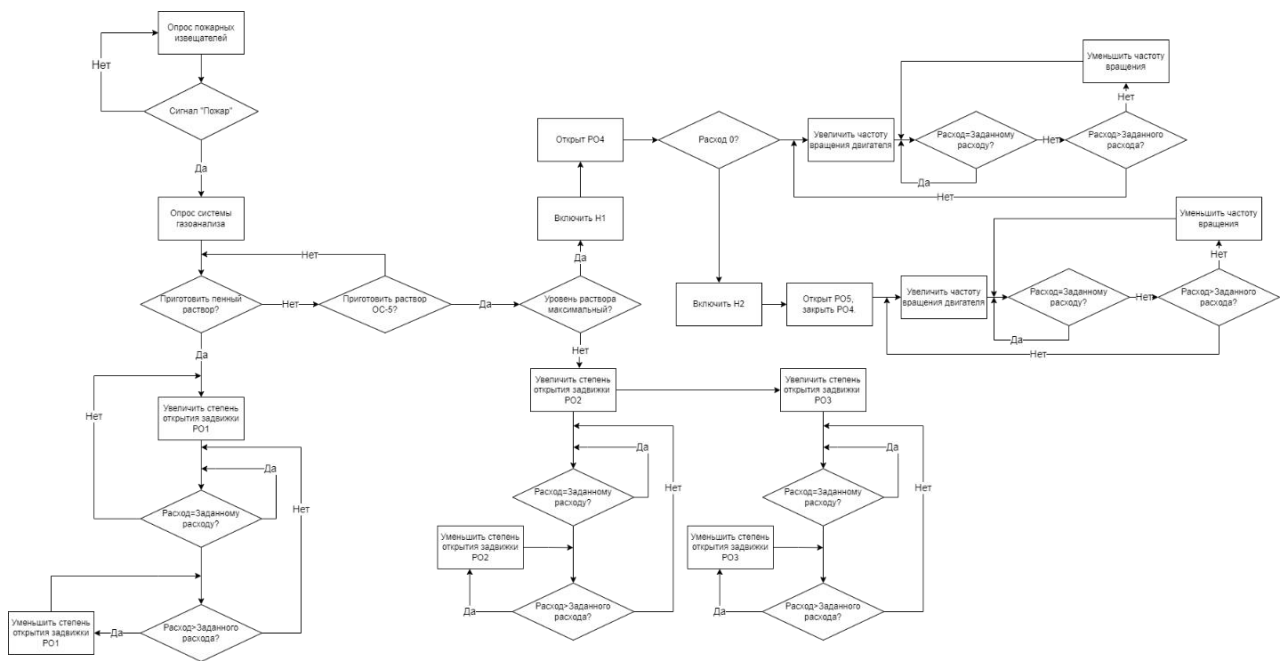 Опрос пожарных
извещателей
Нет
Сигнал "Пожар"
Да
Опрос системы
газоанализа
Нет
Приготовить пенный
раствор?
Нет
Приготовить раствор
ОС-5?
Да
Уровень раствора
максимальный?
Да
Включить Н1
Открыт РО4
Расход 0?
Увеличить частоту
вращения двигателя
Расход=Заданному
расходу?
Да
Нет
Расход>Заданного
расхода?
Нет
Уменьшить частоту
вращения
Нет
Включить Н2
Открыт РО5,
закрыть РО4.
Увеличить частоту
вращения двигателя
Расход=Заданному
расходу?
Да
Нет
Расход>Заданного
расхода?
Нет
Уменьшить частоту
вращения
Нет
Нет
Увеличить степень
открытия задвижки
РО2
Да
Расход=Заданному
расходу?
Нет
Уменьшить степень
открытия задвижки
РО2
Да
Расход>Заданного
расхода?
Увеличить степень
открытия задвижки
РО3
Да
Расход=Заданному
расходу?
Нет
Уменьшить степень
открытия задвижки
РО3
Да
Расход>Заданного
расхода?
Да
Нет
Увеличить степень
открытия задвижки
РО1
Да
Расход=Заданному
расходу?
Нет
Уменьшить степень
открытия задвижки
РО1
Да
Расход>Заданного
расхода?